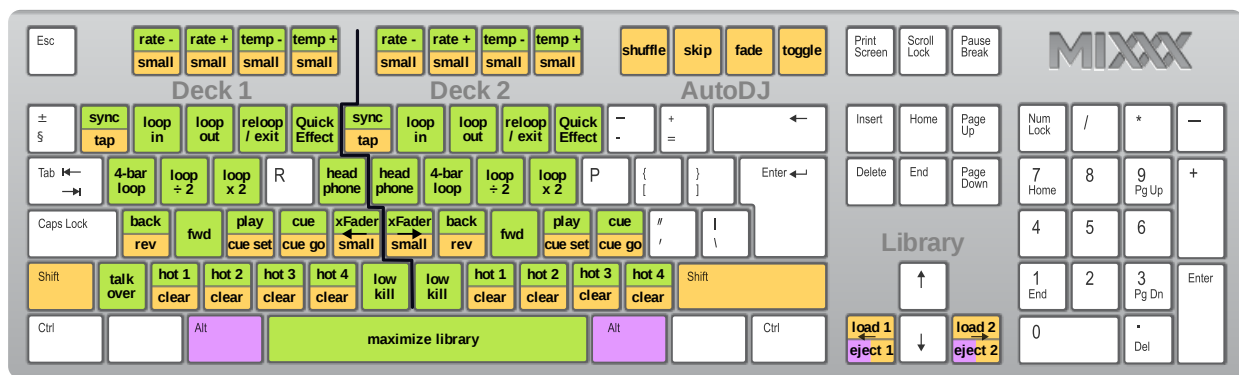 Esc rate - rate + temp - temp + rate - rate + temp - temp + shuffle skip fade toggle Print Screen Scroll Lock Pause Break MIXXX
small small small small small small small small
Deck 1 Deck 2 AutoDJ
± § sync loop in loop out reloop / exit Quick Effect sync loop in loop out reloop / exit Quick Effect — - + = ← Insert Home Page Up Num Lock / * —
tap tap
Tab 4-bar loop loop ÷ 2 loop x 2 R head phone head phone 4-bar loop loop ÷ 2 loop x 2 P { [ } ] Enter Delete End Page Down 7 Home 8 9 Pg Up +
Caps Lock back fwd play cue xFader xFader back fwd play cue " ' | \ 4 5 6
rev cue set cue go small small rev cue set cue go
Library
Shift talk over hot 1 hot 2 hot 3 hot 4 low kill low kill hot 1 hot 2 hot 3 hot 4 Shift ↑ 1 End 2 3 Pg Dn Enter
clear clear clear clear clear clear clear clear
Ctrl Alt maximize library Alt Ctrl load 1 ↓ load 2 0 . Del
eject 1 eject 2